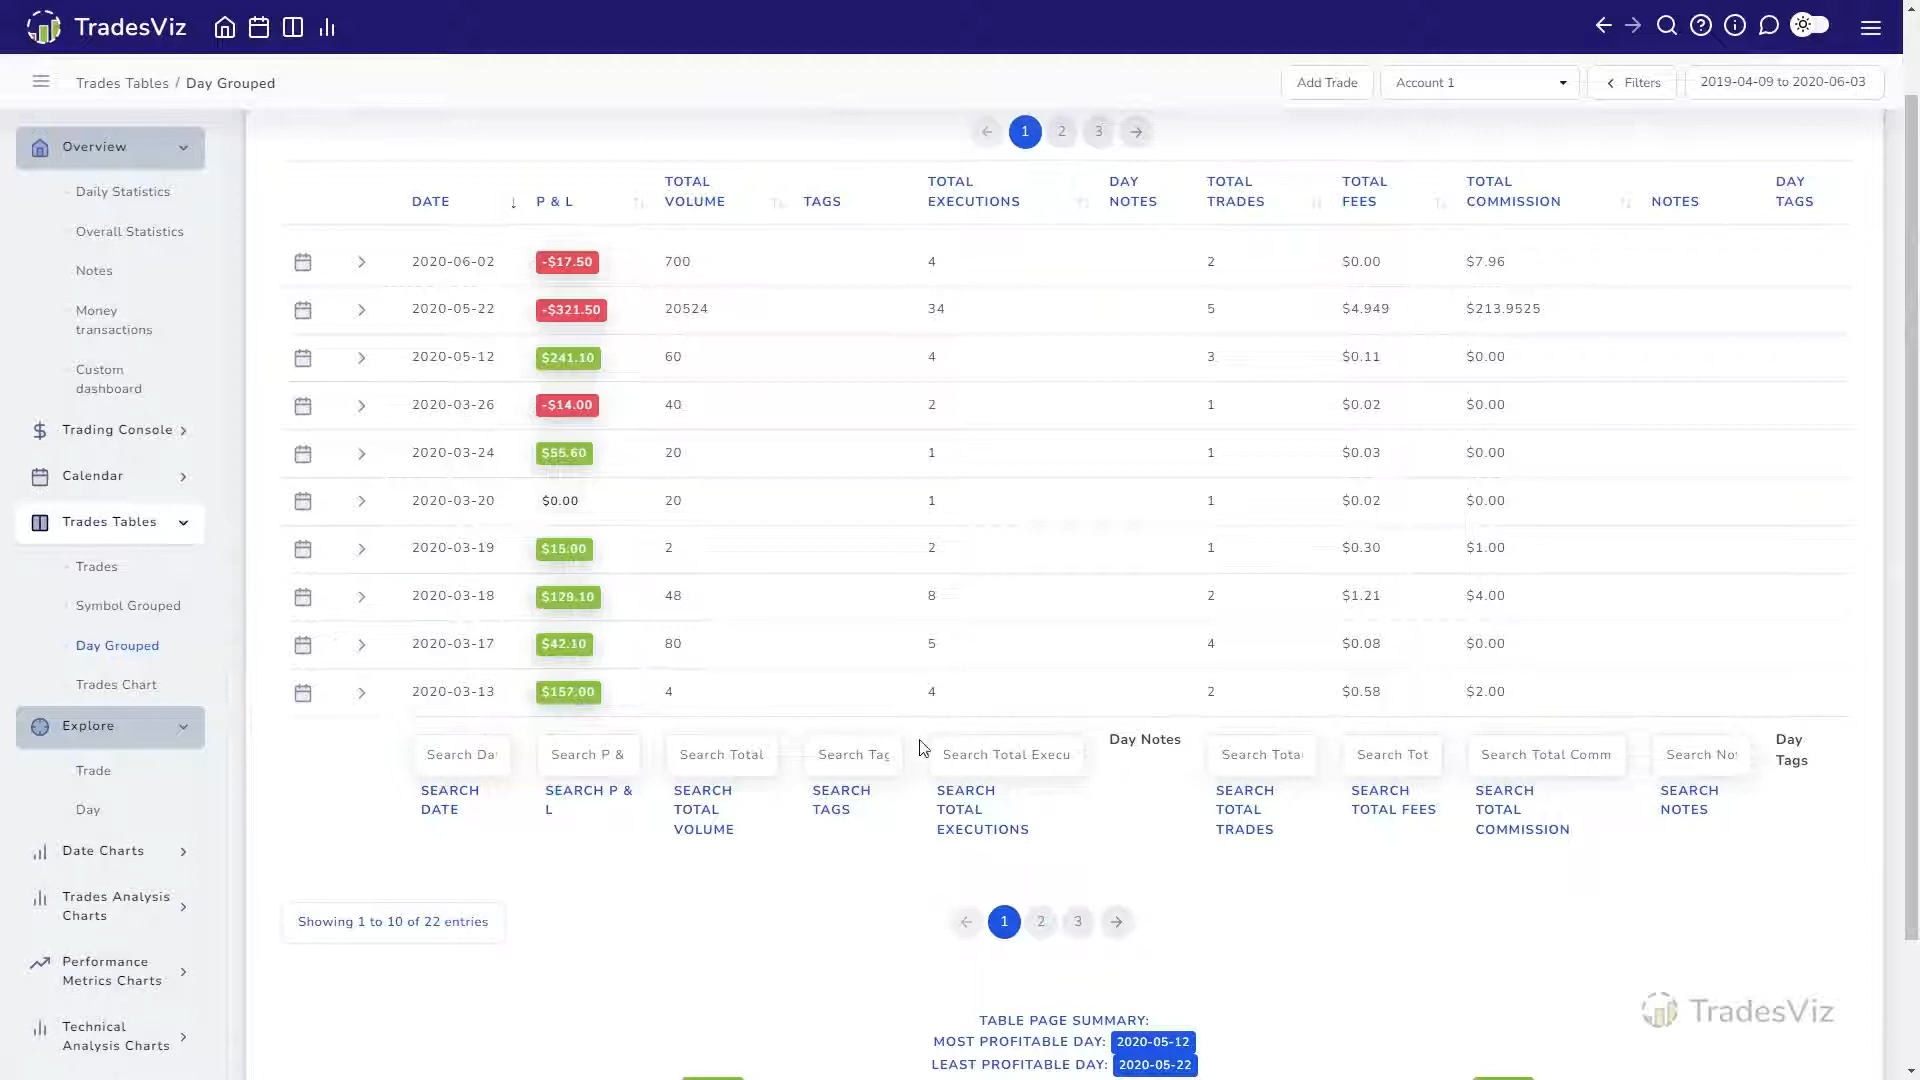 TradesViz
Trades Tables / Day Grouped
Add Trade
Account 1
Filters
2019-04-09 to 2020-06-03
Overview
Daily Statistics
Overall Statistics
Notes
Money
transactions
Custom
dashboard
Trading Console
Calendar
Trades Tables
Trades
Symbol Grouped
Day Grouped
Trades Chart
Explore
Trade
Day
Date Charts
Trades Analysis
Charts
Performance
Metrics Charts
Technical
Analysis Charts
1 2 3
DATE P & L TOTAL VOLUME TAGS TOTAL EXECUTIONS DAY NOTES TOTAL TRADES TOTAL FEES TOTAL COMMISSION NOTES DAY TAGS
2020-06-02 -$17.50 700 4 2 $0.00 $7.96
2020-05-22 -$321.50 20524 34 5 $4.949 $213.9525
2020-05-12 $241.10 60 4 3 $0.11 $0.00
2020-03-26 -$14.00 40 2 1 $0.02 $0.00
2020-03-24 $55.60 20 1 1 $0.03 $0.00
2020-03-20 $0.00 20 1 1 $0.02 $0.00
2020-03-19 $15.00 2 2 1 $0.30 $1.00
2020-03-18 $129.10 48 8 2 $1.21 $4.00
2020-03-17 $42.10 80 5 4 $0.08 $0.00
2020-03-13 $157.00 4 4 2 $0.58 $2.00
Search Da Search P & Search Total Search Tag Search Total Execu Day Notes Search Tota Search Tot Search Total Comm Search No Day Tags
SEARCH DATE SEARCH P & L SEARCH TOTAL VOLUME SEARCH TAGS SEARCH TOTAL EXECUTIONS SEARCH TOTAL TRADES SEARCH TOTAL FEES SEARCH TOTAL COMMISSION SEARCH NOTES
Showing 1 to 10 of 22 entries
1 2 3
TABLE PAGE SUMMARY:
MOST PROFITABLE DAY: 2020-05-12
LEAST PROFITABLE DAY: 2020-05-22
TradesViz